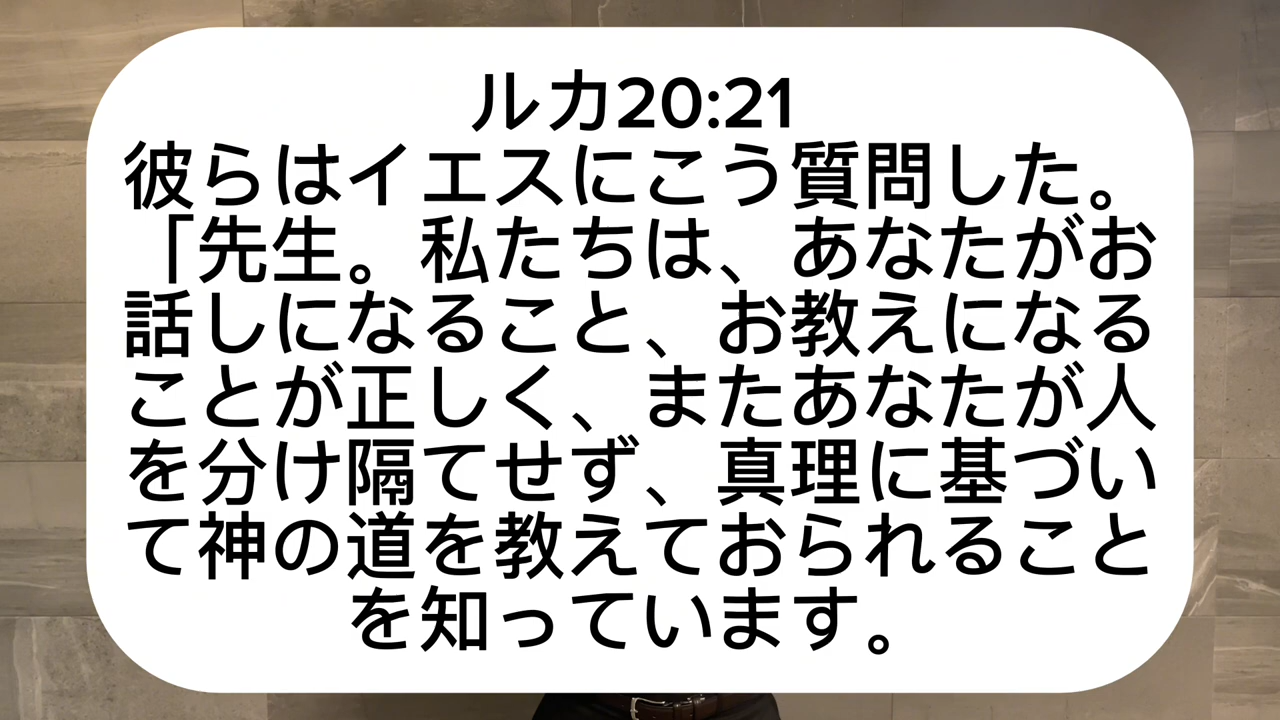 ルカ20:21
彼らはイエスにこう質問した。
「先生。私たちは、あなたがお
話しになること、お教えになる
ことが正しく、またあなたが人
を分け隔てせず、真理に基づい
て神の道を教えておられること
を知っています。